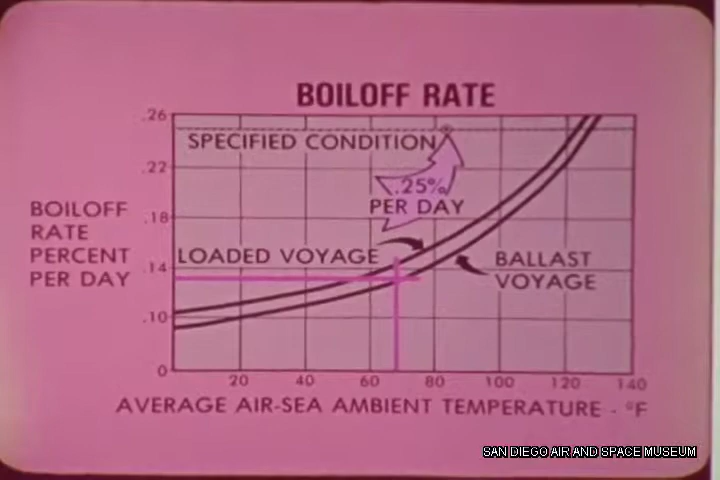 BOILOFF RATE
.26
SPECIFIED CONDITION
.22
.25%
PER DAY
.18
BOILOFF
RATE
PERCENT
PER DAY
LOADED VOYAGE
BALLAST
VOYAGE
.14
.10
0
20 40 60 80 100 120 140
AVERAGE AIR-SEA AMBIENT TEMPERATURE - °F
SAN DIEGO AIR AND SPACE MUSEUM